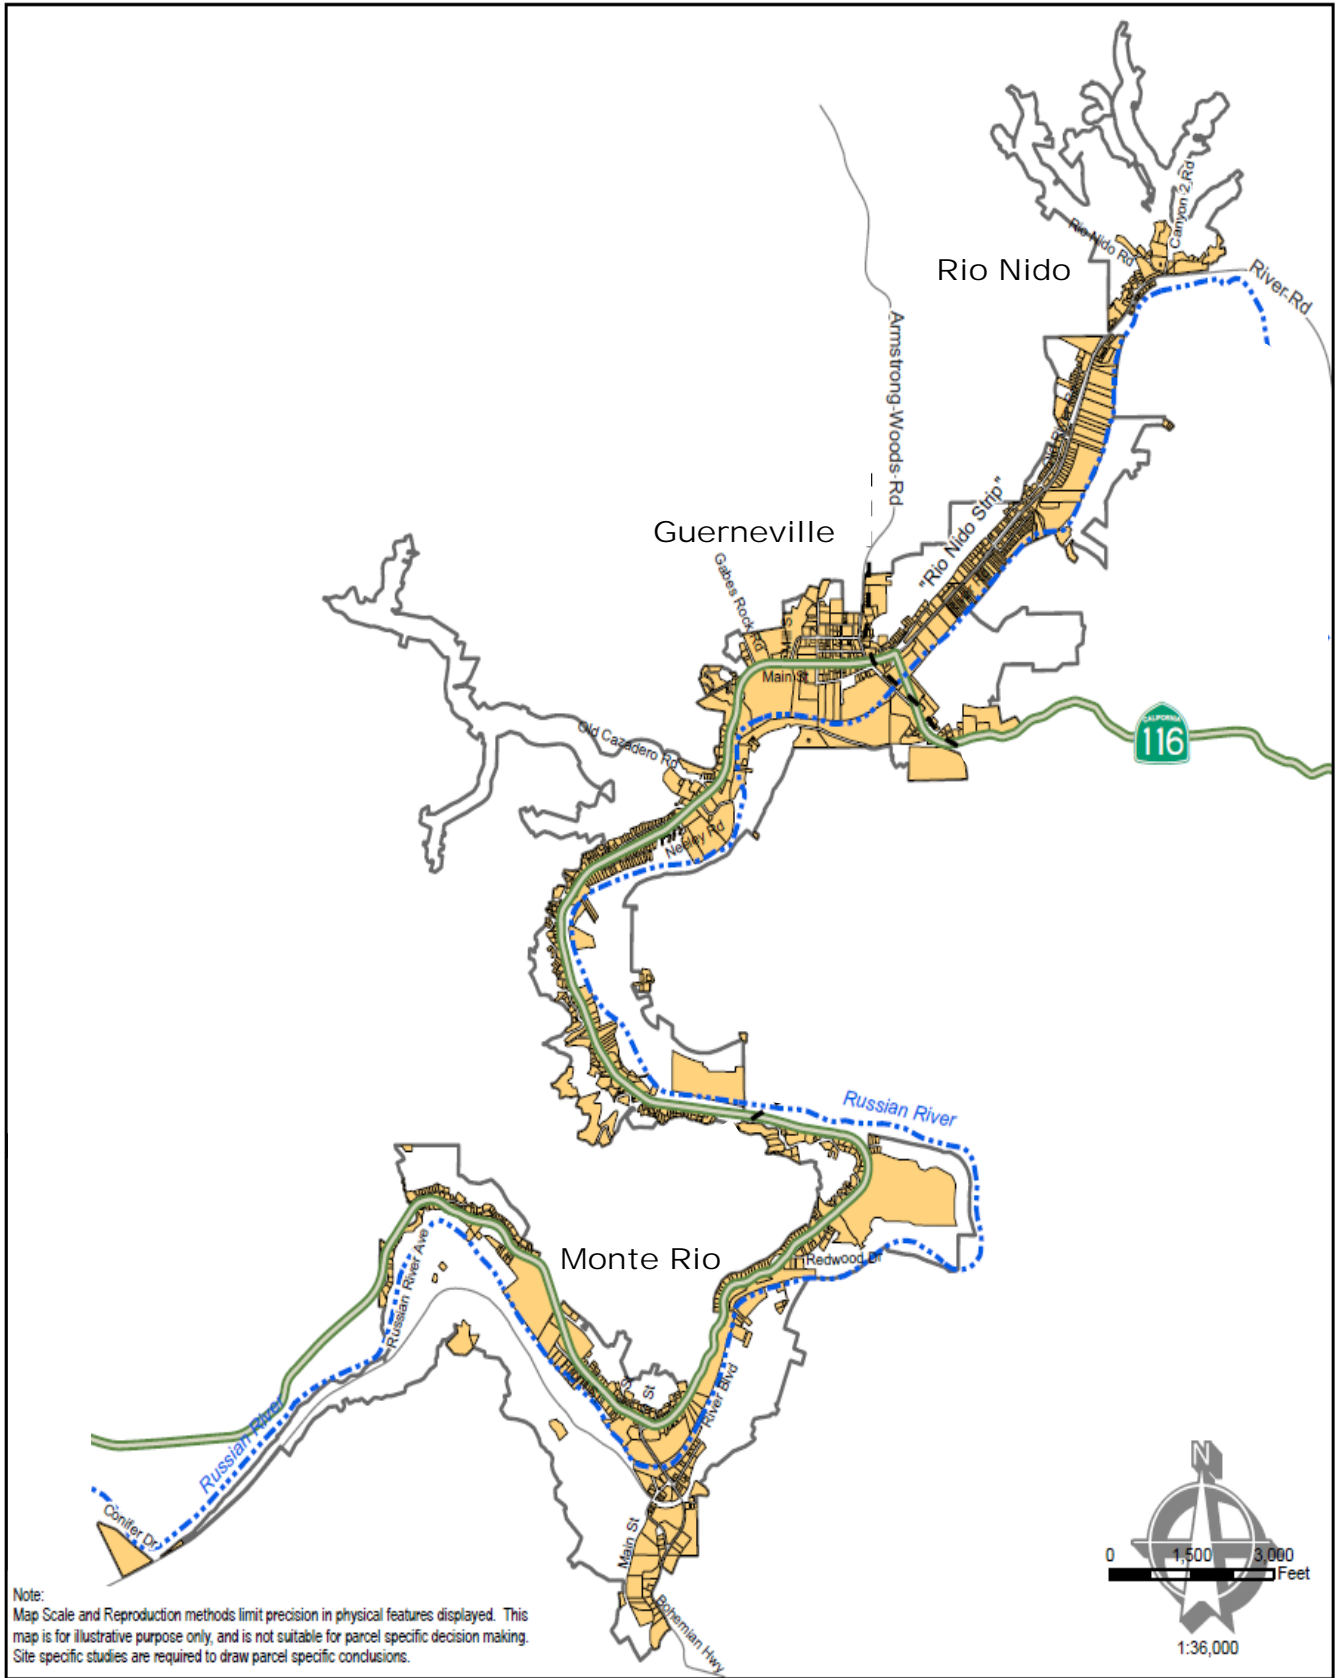 Canyon 2 Rd
Rio Nido Rd
Rio Nido
River Rd
Armstrong-Woods-Rd
"Rio Nido Strip"
Rd
Guerneville
Gabes Rock Rd
Main St
CALIFORNIA
116
Old Cazadero Rd
Neeley Rd
Russian River
Monte Rio
Redwood Dr
Russian River Ave
St
River Blvd
Russian River
Conifer Dr
Main St
Bohemian Hwy
N
0 1,500 3,000
Feet
1:36,000
Note:
Map Scale and Reproduction methods limit precision in physical features displayed. This
map is for illustrative purpose only, and is not suitable for parcel specific decision making.
Site specific studies are required to draw parcel specific conclusions.